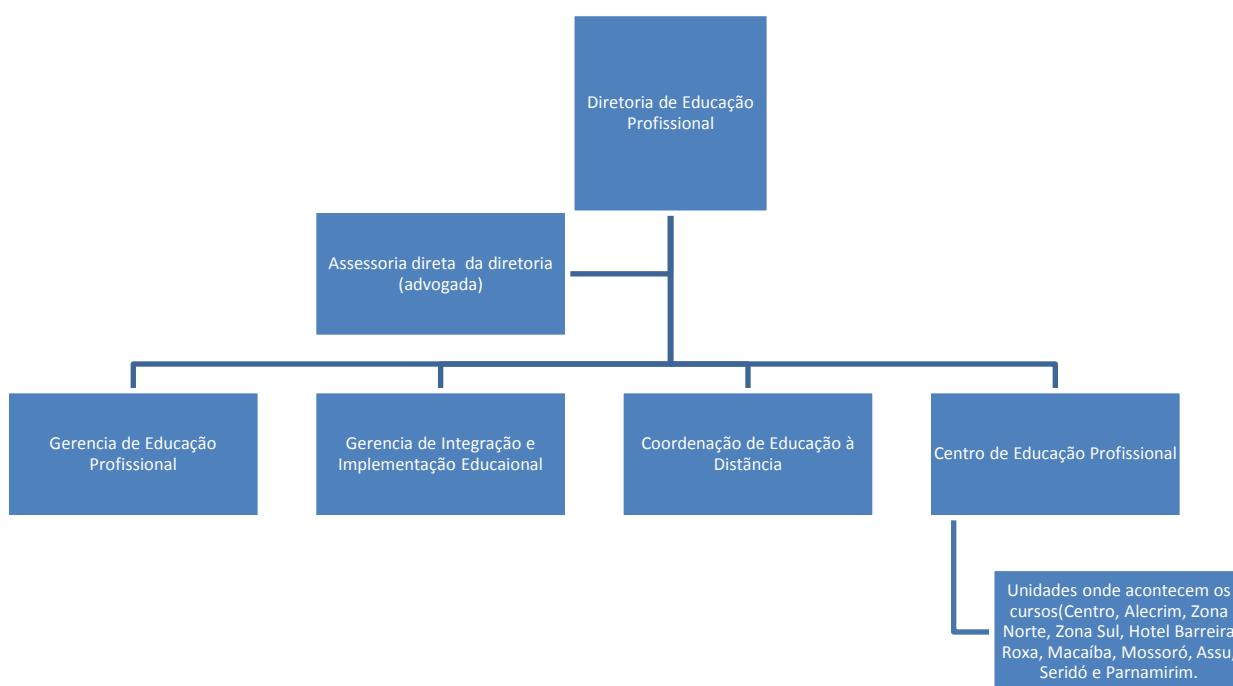 Diretoria de Educação
Profissional
Assessoria direta  da diretoria
(advogada)
Gerencia de Educação
Profissional
Gerencia de Integração e
Implementação Educaional
Coordenação de Educação à
Distãncia
Centro de Educação Profissional
Unidades onde acontecem os
cursos(Centro, Alecrim, Zona
Norte, Zona Sul, Hotel Barreira
Roxa, Macaíba, Mossoró, Assu,
Seridó e Parnamirim.